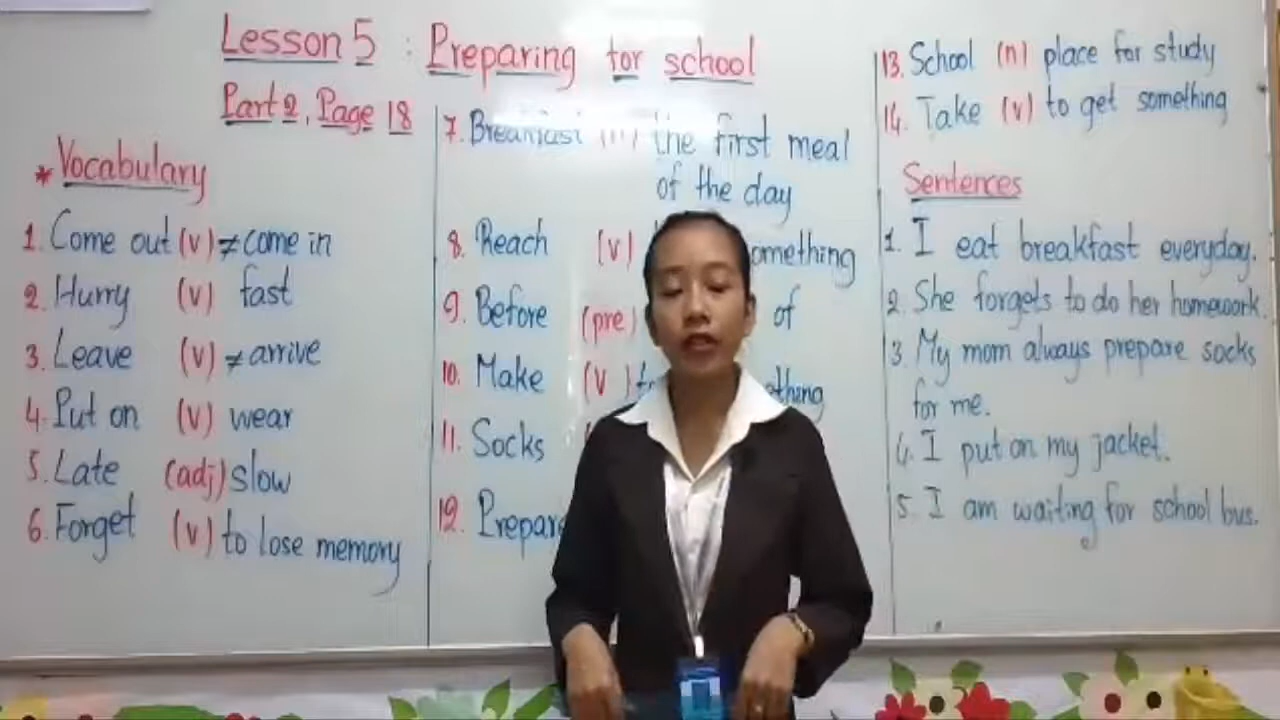 Lesson 5 : Preparing for school
Part 2, Page 18
* Vocabulary
1. Come out (v) ≠ come in
2. Hurry (v) fast
3. Leave (v) ≠ arrive
4. Put on (v) wear
5. Late (adj) slow
6. Forget (v) to lose memory
7. Breakfast (n) the first meal
of the day
8. Reach (v) something
9. Before (pre) of
10. Make (v)
11. Socks
12. Prepare
13. School (n) place for study
14. Take (v) to get something
Sentences
1. I eat breakfast everyday.
2. She forgets to do her homework.
3. My mom always prepare socks
for me.
4. I put on my jacket.
5. I am waiting for school bus.